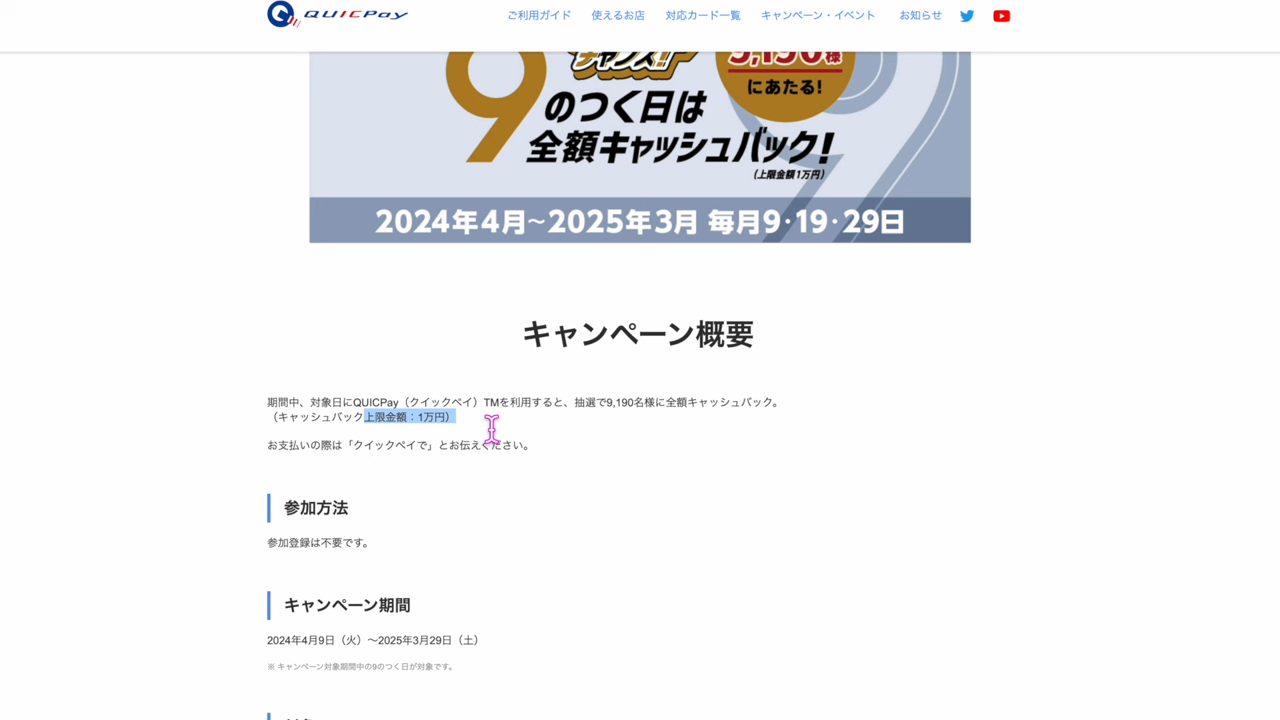 QUICPay
ご利用ガイド 使えるお店 対応カード一覧 キャンペーン・イベント お知らせ
チャンス!!
9,190様
にあたる!
9のつく日は
全額キャッシュバック!
(上限金額1万円)
2024年4月~2025年3月 毎月9・19・29日
キャンペーン概要
期間中、対象日にQUICPay（クイックペイ）TMを利用すると、抽選で9,190名様に全額キャッシュバック。
（キャッシュバック上限金額：1万円）
お支払いの際は「クイックペイで」とお伝えください。
参加方法
参加登録は不要です。
キャンペーン期間
2024年4月9日（火）〜2025年3月29日（土）
※ キャンペーン対象期間中の9のつく日が対象です。